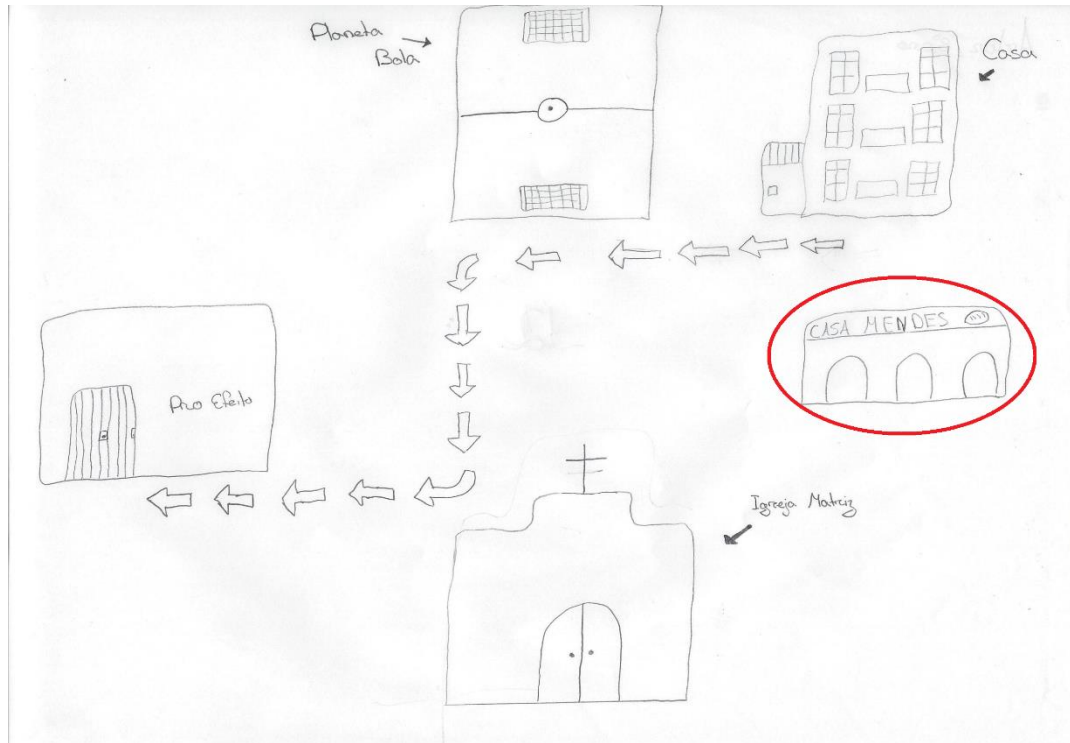 Planeta
Bola
Casa
CASA MENDES
Pro Efeito
Igreja Matriz